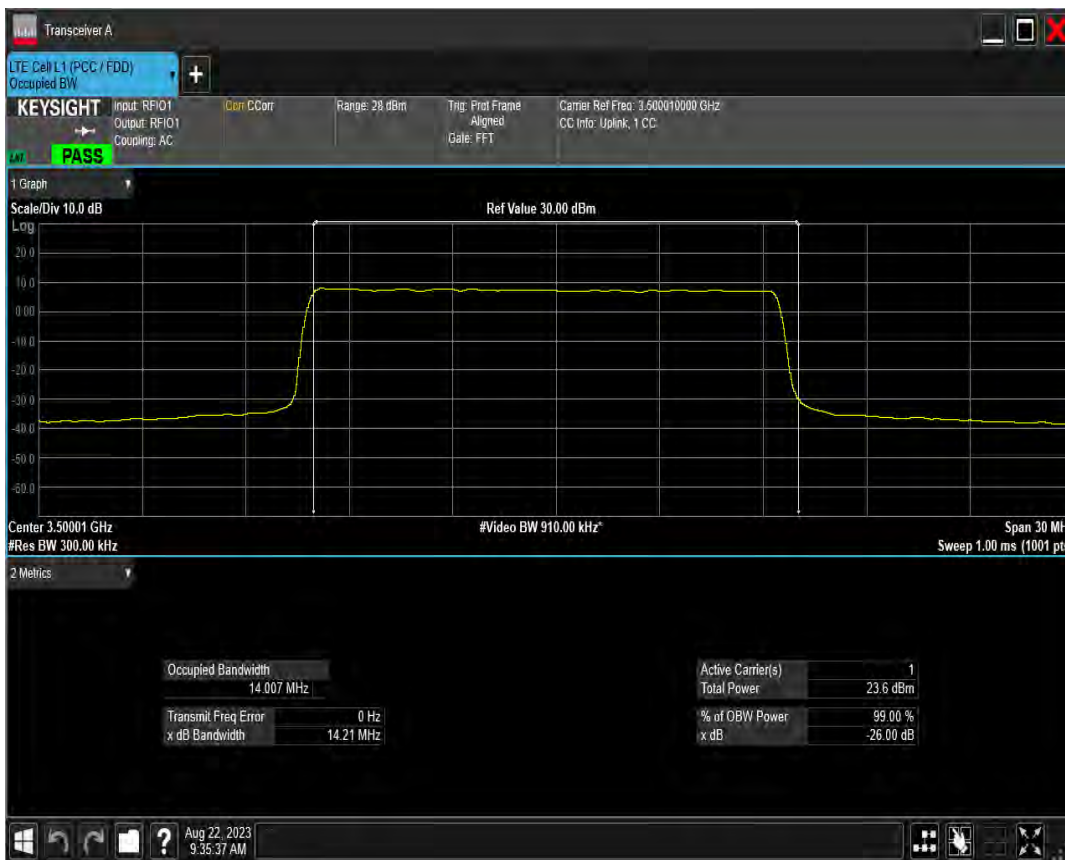 Transceiver A
LTE Cell L1 (PCC / FDD)
Occupied BW
+
KEYSIGHT
Input: RFIO1
Output: RFIO1
Coupling: AC
Corr CCorr
Range: 28 dBm
Trig: Prot Frame
Aligned
Gate: FFT
Carrier Ref Freq: 3.500010000 GHz
CC Info: Uplink, 1 CC
PASS
1 Graph
Scale/Div 10.0 dB
Ref Value 30.00 dBm
Log
20.0
10.0
0.00
-10.0
-20.0
-30.0
-40.0
-50.0
-60.0
Center 3.50001 GHz
#Video BW 910.00 kHz*
Span 30 MH
#Res BW 300.00 kHz
Sweep 1.00 ms (1001 pt
2 Metrics
Occupied Bandwidth
14.007 MHz
Transmit Freq Error 0 Hz
x dB Bandwidth 14.21 MHz
Active Carrier(s) 1
Total Power 23.6 dBm
% of OBW Power 99.00 %
x dB -26.00 dB
?
Aug 22, 2023
9:35:37 AM